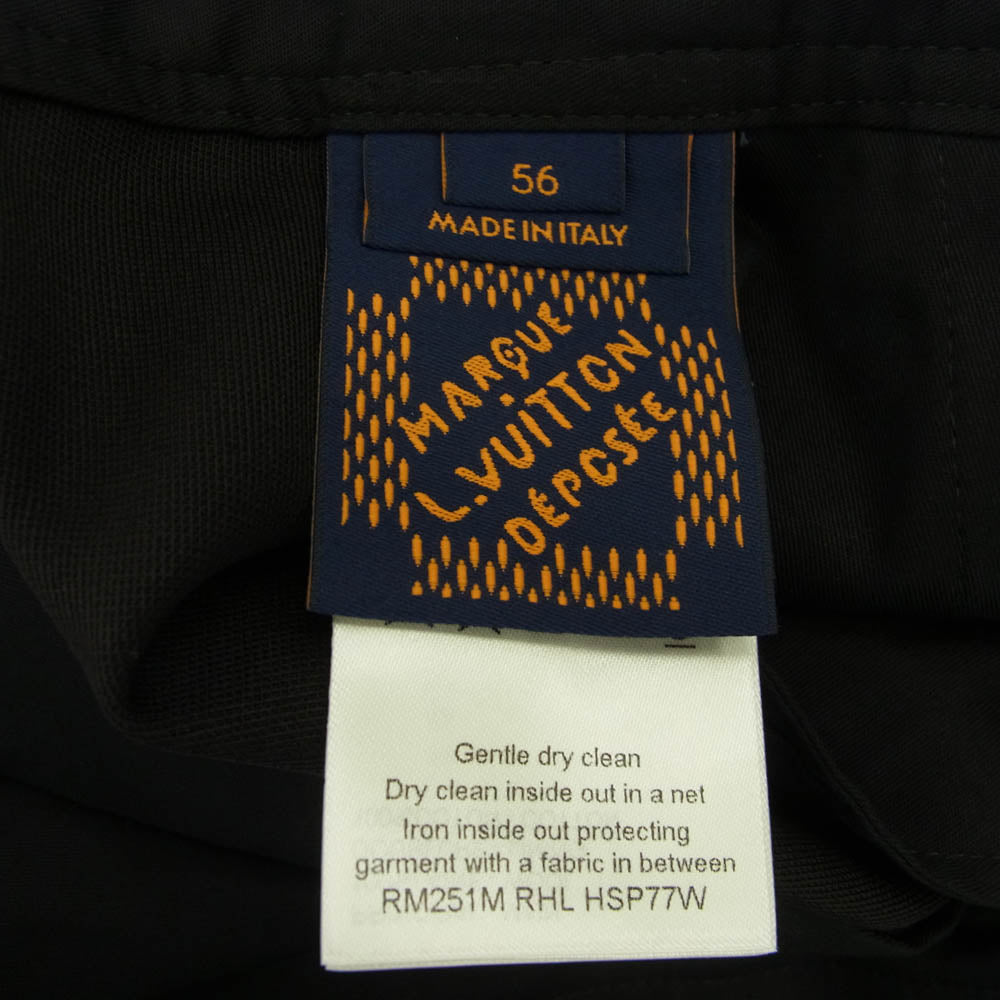 56
MADE IN ITALY
MARQUE
L.VUITTON
DÉPOSÉE
Gentle dry clean
Dry clean inside out in a net
Iron inside out protecting
garment with a fabric in between
RM251M RHL HSP77W